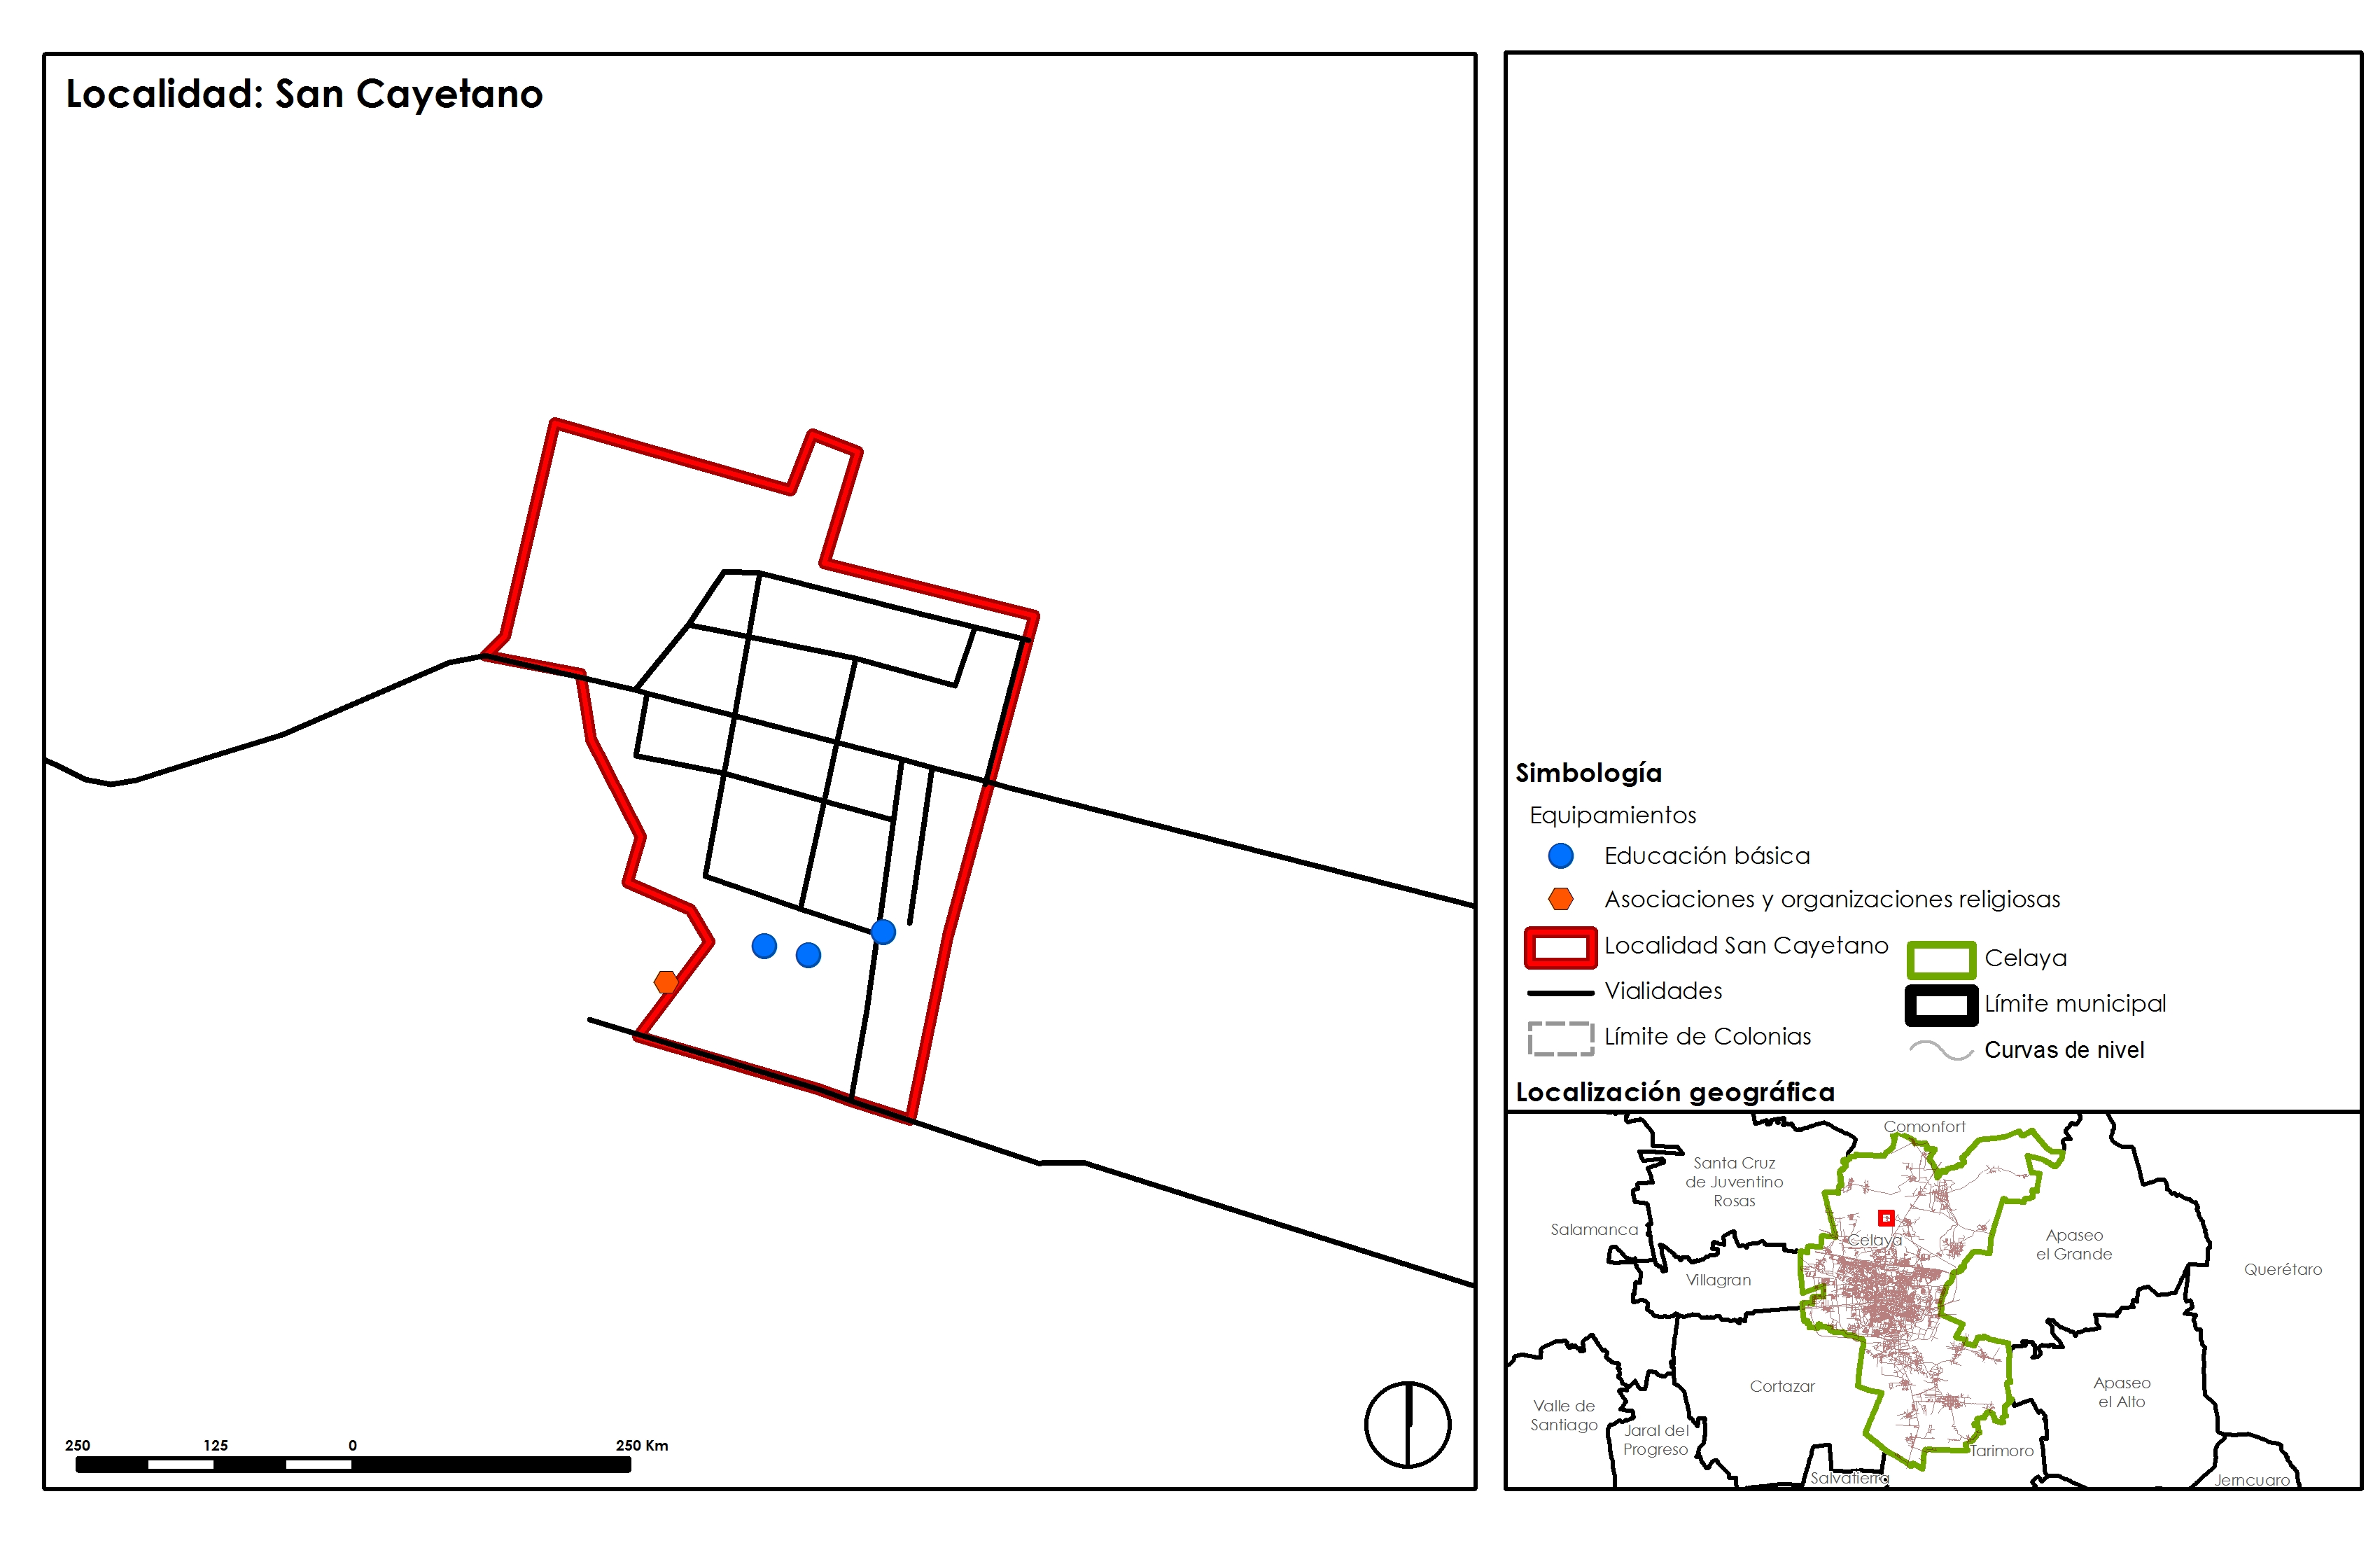 Localidad: San Cayetano
250 125 0 250 Km
Simbología
Equipamientos
Educación básica
Asociaciones y organizaciones religiosas
Localidad San Cayetano
Vialidades
Límite de Colonias
Celaya
Límite municipal
Curvas de nivel
Localización geográfica
Comonfort
Santa Cruz
de Juventino
Rosas
Salamanca
Celaya
Apaseo
el Grande
Querétaro
Villagran
Cortazar
Apaseo
el Alto
Valle de
Santiago
Jaral del
Progreso
Tarimoro
Salvatierra
Jerncuaro